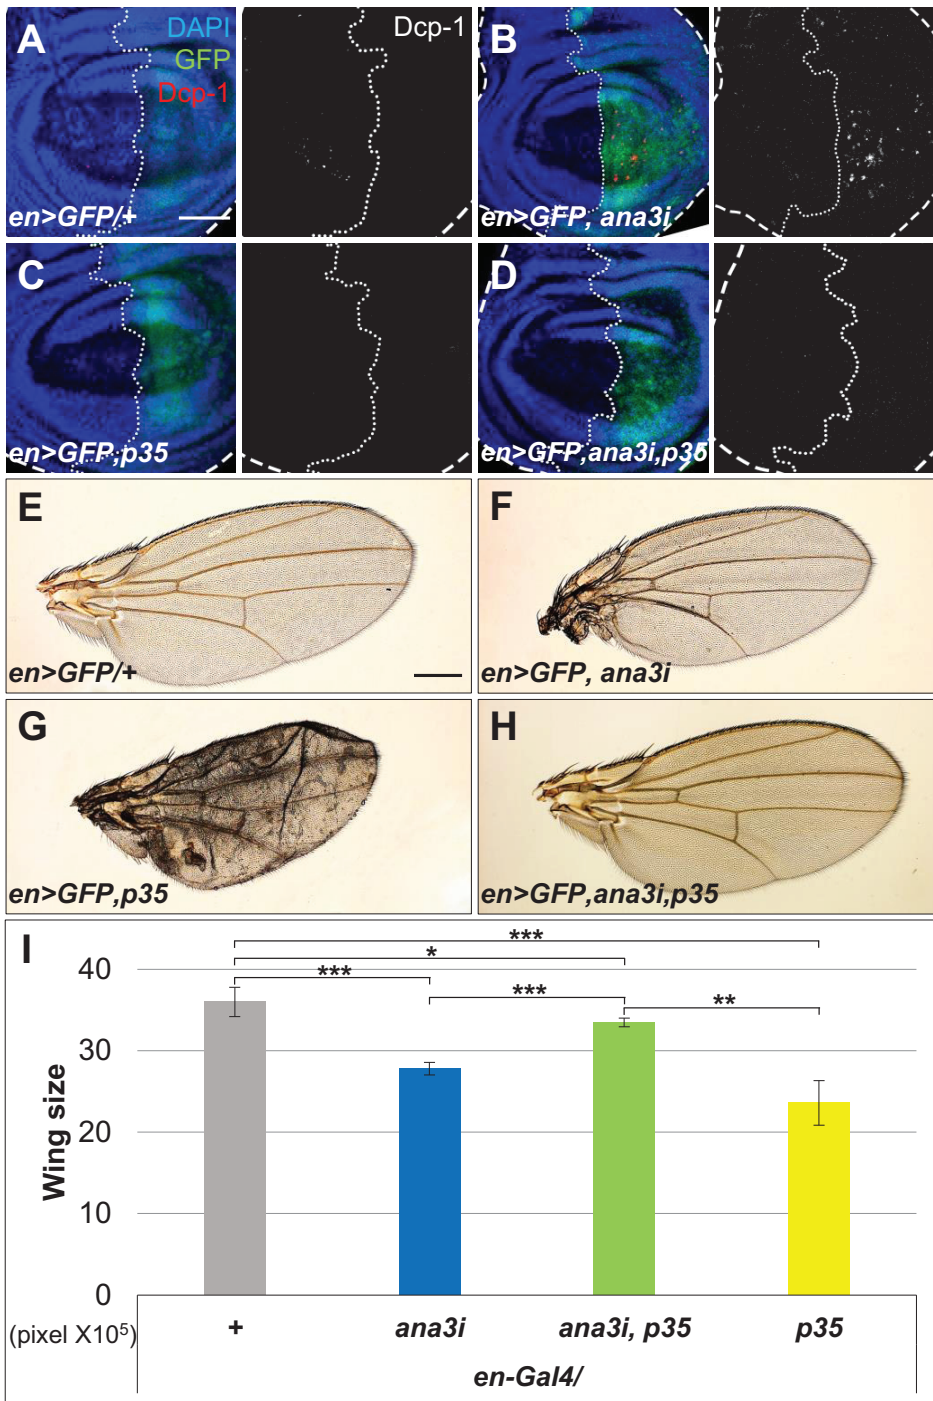 A
DAPI
GFP
Dcp-1
en>GFP/+
Dcp-1
B
en>GFP, ana3i
C
en>GFP,p35
D
en>GFP,ana3i,p35
E
en>GFP/+
F
en>GFP, ana3i
G
en>GFP,p35
H
en>GFP,ana3i,p35
I
***
*
***
***
**
Wing size
40
30
20
10
0
(pixel X10⁵)
+
ana3i
ana3i, p35
p35
en-Gal4/